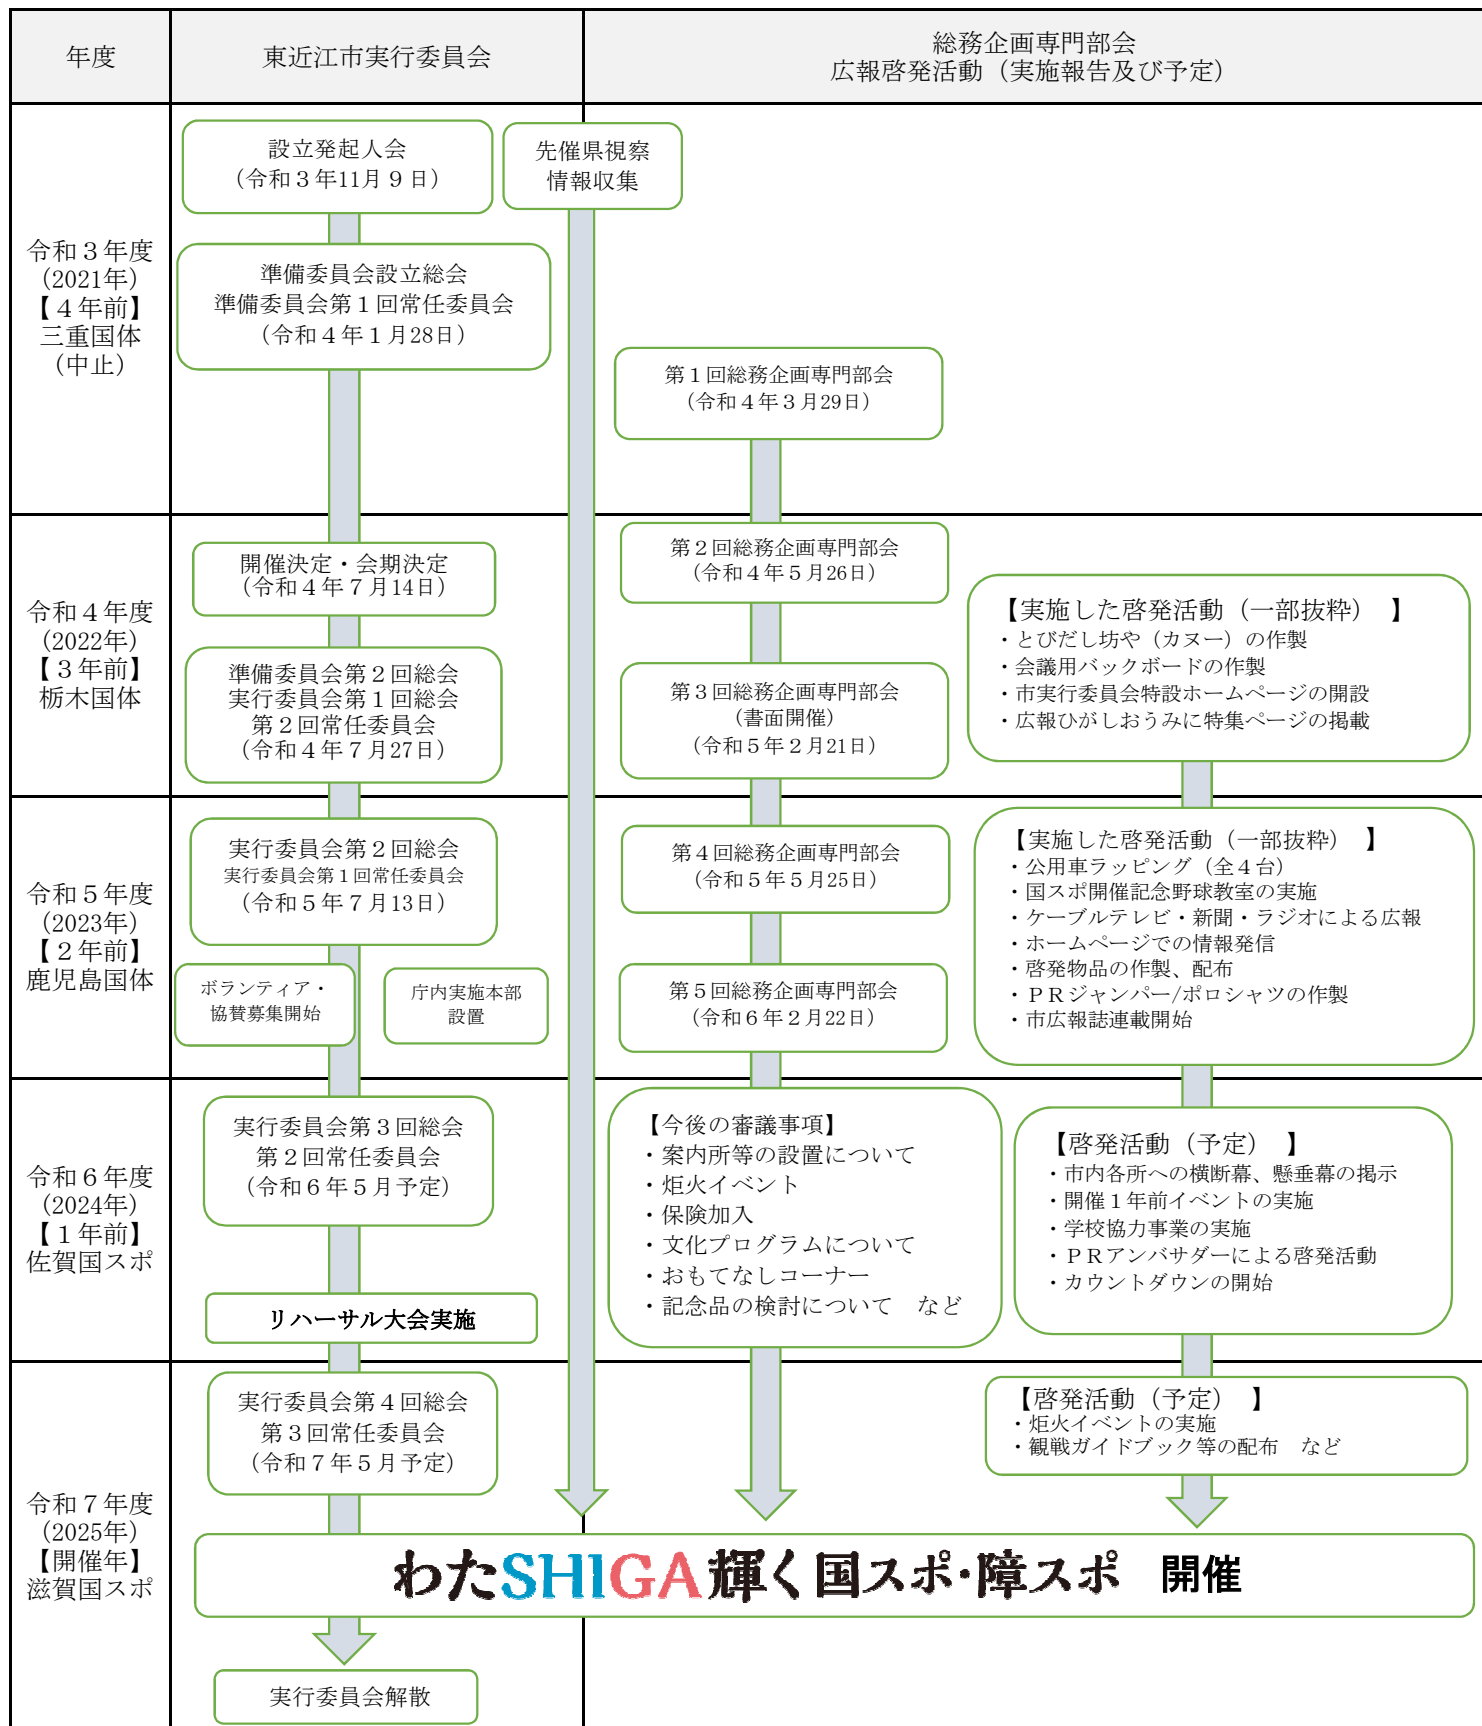 年度
東近江市実行委員会
総務企画専門部会
広報啓発活動（実施報告及び予定）
令和３年度
（2021年）
【４年前】
三重国体
（中止）
設立発起人会
（令和３年11月９日）
先催県視察
情報収集
準備委員会設立総会
準備委員会第１回常任委員会
（令和４年１月28日）
第１回総務企画専門部会
（令和４年３月29日）
令和４年度
（2022年）
【３年前】
栃木国体
開催決定・会期決定
（令和４年７月14日）
準備委員会第２回総会
実行委員会第１回総会
第２回常任委員会
（令和４年７月27日）
第２回総務企画専門部会
（令和４年５月26日）
第３回総務企画専門部会
（書面開催）
（令和５年２月21日）
【実施した啓発活動（一部抜粋） 】
・とびだし坊や（カヌー）の作製
・会議用バックボードの作製
・市実行委員会特設ホームページの開設
・広報ひがしおうみに特集ページの掲載
令和５年度
（2023年）
【２年前】
鹿児島国体
実行委員会第２回総会
実行委員会第１回常任委員会
（令和５年７月13日）
ボランティア・
協賛募集開始
庁内実施本部
設置
第４回総務企画専門部会
（令和５年５月25日）
第５回総務企画専門部会
（令和６年２月22日）
【実施した啓発活動（一部抜粋） 】
・公用車ラッピング（全４台）
・国スポ開催記念野球教室の実施
・ケーブルテレビ・新聞・ラジオによる広報
・ホームページでの情報発信
・啓発物品の作製、配布
・ＰＲジャンパー/ポロシャツの作製
・市広報誌連載開始
令和６年度
（2024年）
【１年前】
佐賀国スポ
実行委員会第３回総会
第２回常任委員会
（令和６年５月予定）
リハーサル大会実施
【今後の審議事項】
・案内所等の設置について
・炬火イベント
・保険加入
・文化プログラムについて
・おもてなしコーナー
・記念品の検討について　など
【啓発活動（予定） 】
・市内各所への横断幕、懸垂幕の掲示
・開催１年前イベントの実施
・学校協力事業の実施
・ＰＲアンバサダーによる啓発活動
・カウントダウンの開始
令和７年度
（2025年）
【開催年】
滋賀国スポ
実行委員会第４回総会
第３回常任委員会
（令和７年５月予定）
【啓発活動（予定） 】
・炬火イベントの実施
・観戦ガイドブック等の配布　など
わたSHIGA輝く国スポ・障スポ　開催
実行委員会解散